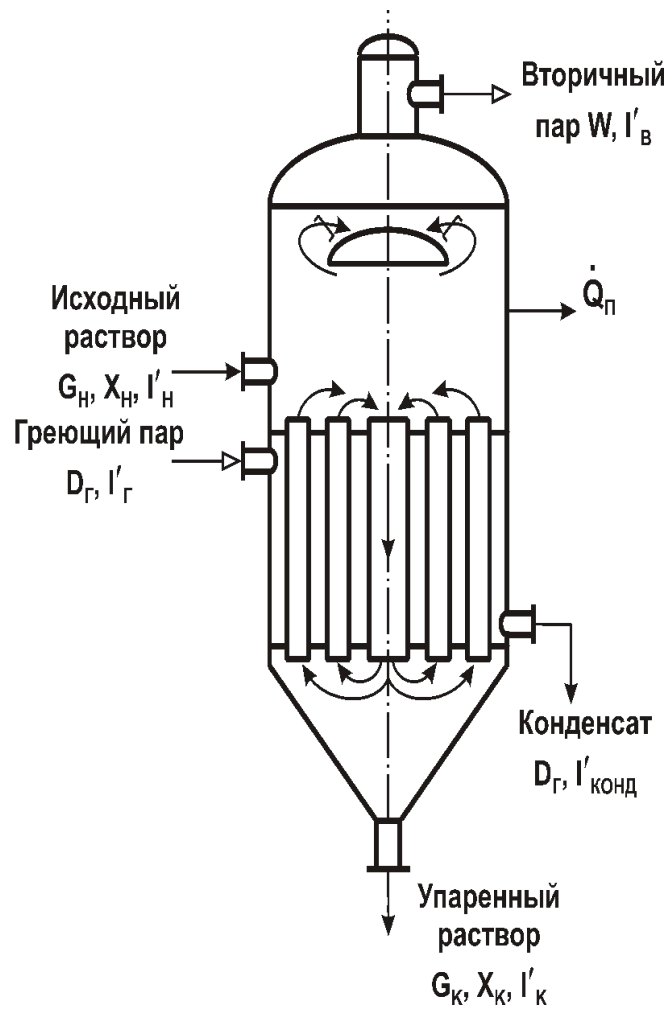 Вторичный
пар W, I′В
Q̇П
Исходный
раствор
GН, XН, I′Н
Греющий пар
DГ, I′Г
Конденсат
DГ, I′КОНД
Упаренный
раствор
GК, XК, I′К